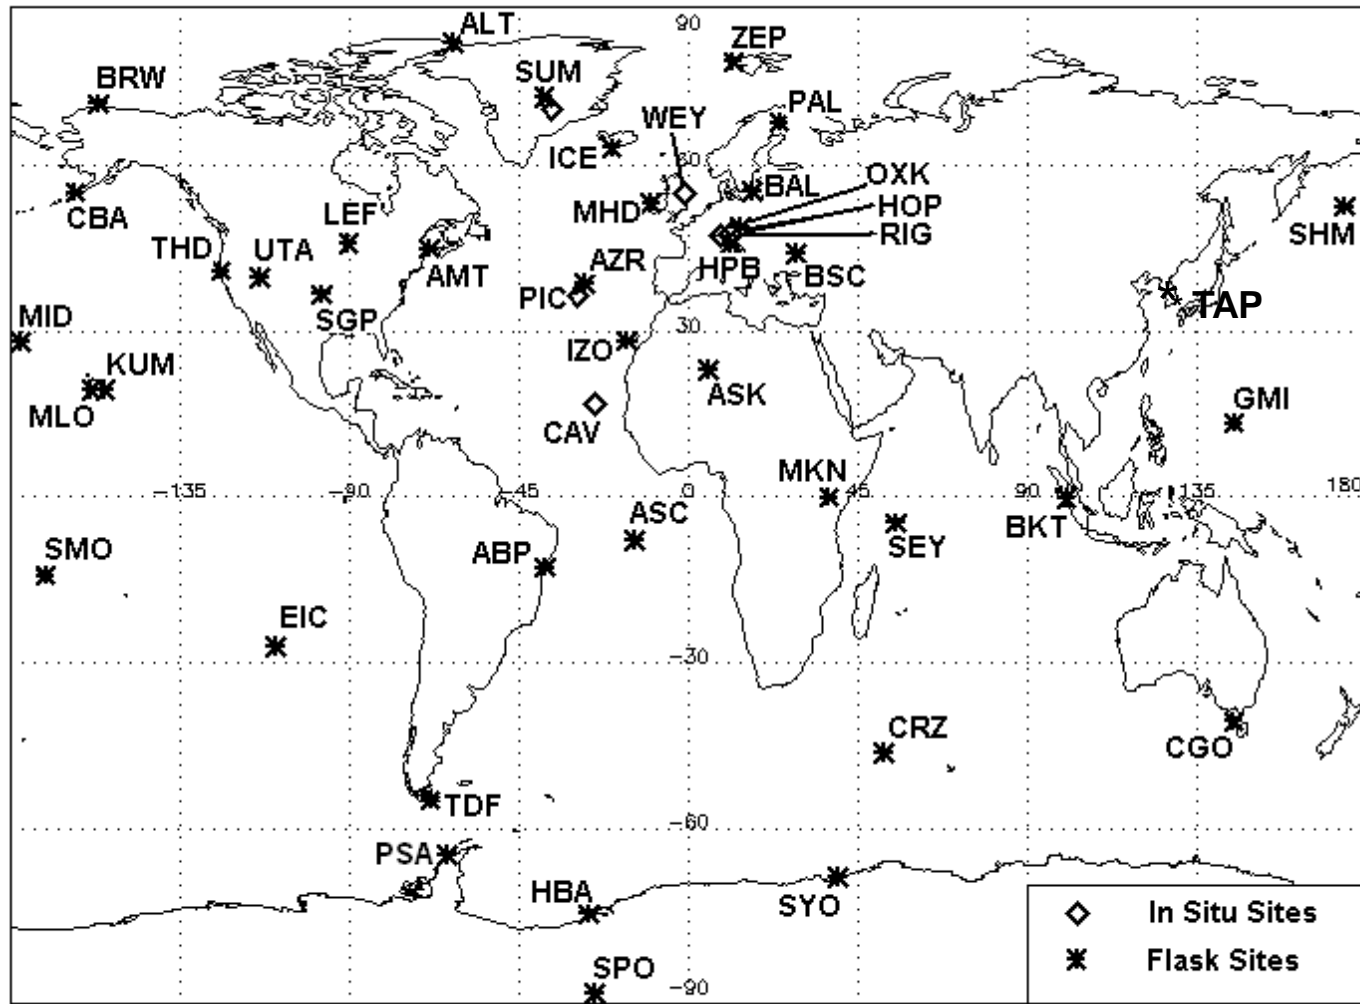 ALT
90
ZEP
BRW
SUM
WEY
PAL
ICE
30
OXK
BAL
HOP
CBA
LEF
MHD
RIG
SHM
THD
UTA
AMT
AZR
HPB
BSC
PIC
TAP
MID
SGP
30
IZO
KUM
ASK
MLO
CAV
GMI
MKN
-135
-90
-45
0
45
90
135
180
ASC
BKT
SMO
ABP
SEY
EIC
-30
CRZ
CGO
TDF
-60
PSA
HBA
SYO
In Situ Sites
SPO
Flask Sites
-90